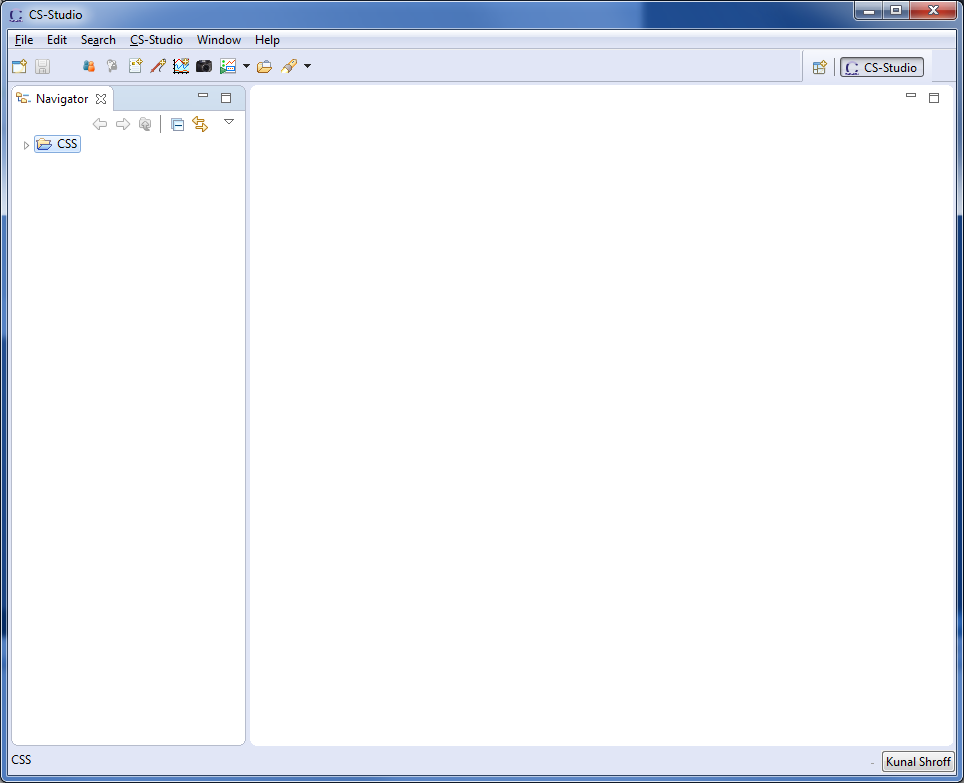 CS-Studio
File Edit Search CS-Studio Window Help
CS-Studio
Navigator
CSS
CSS
Kunal Shroff